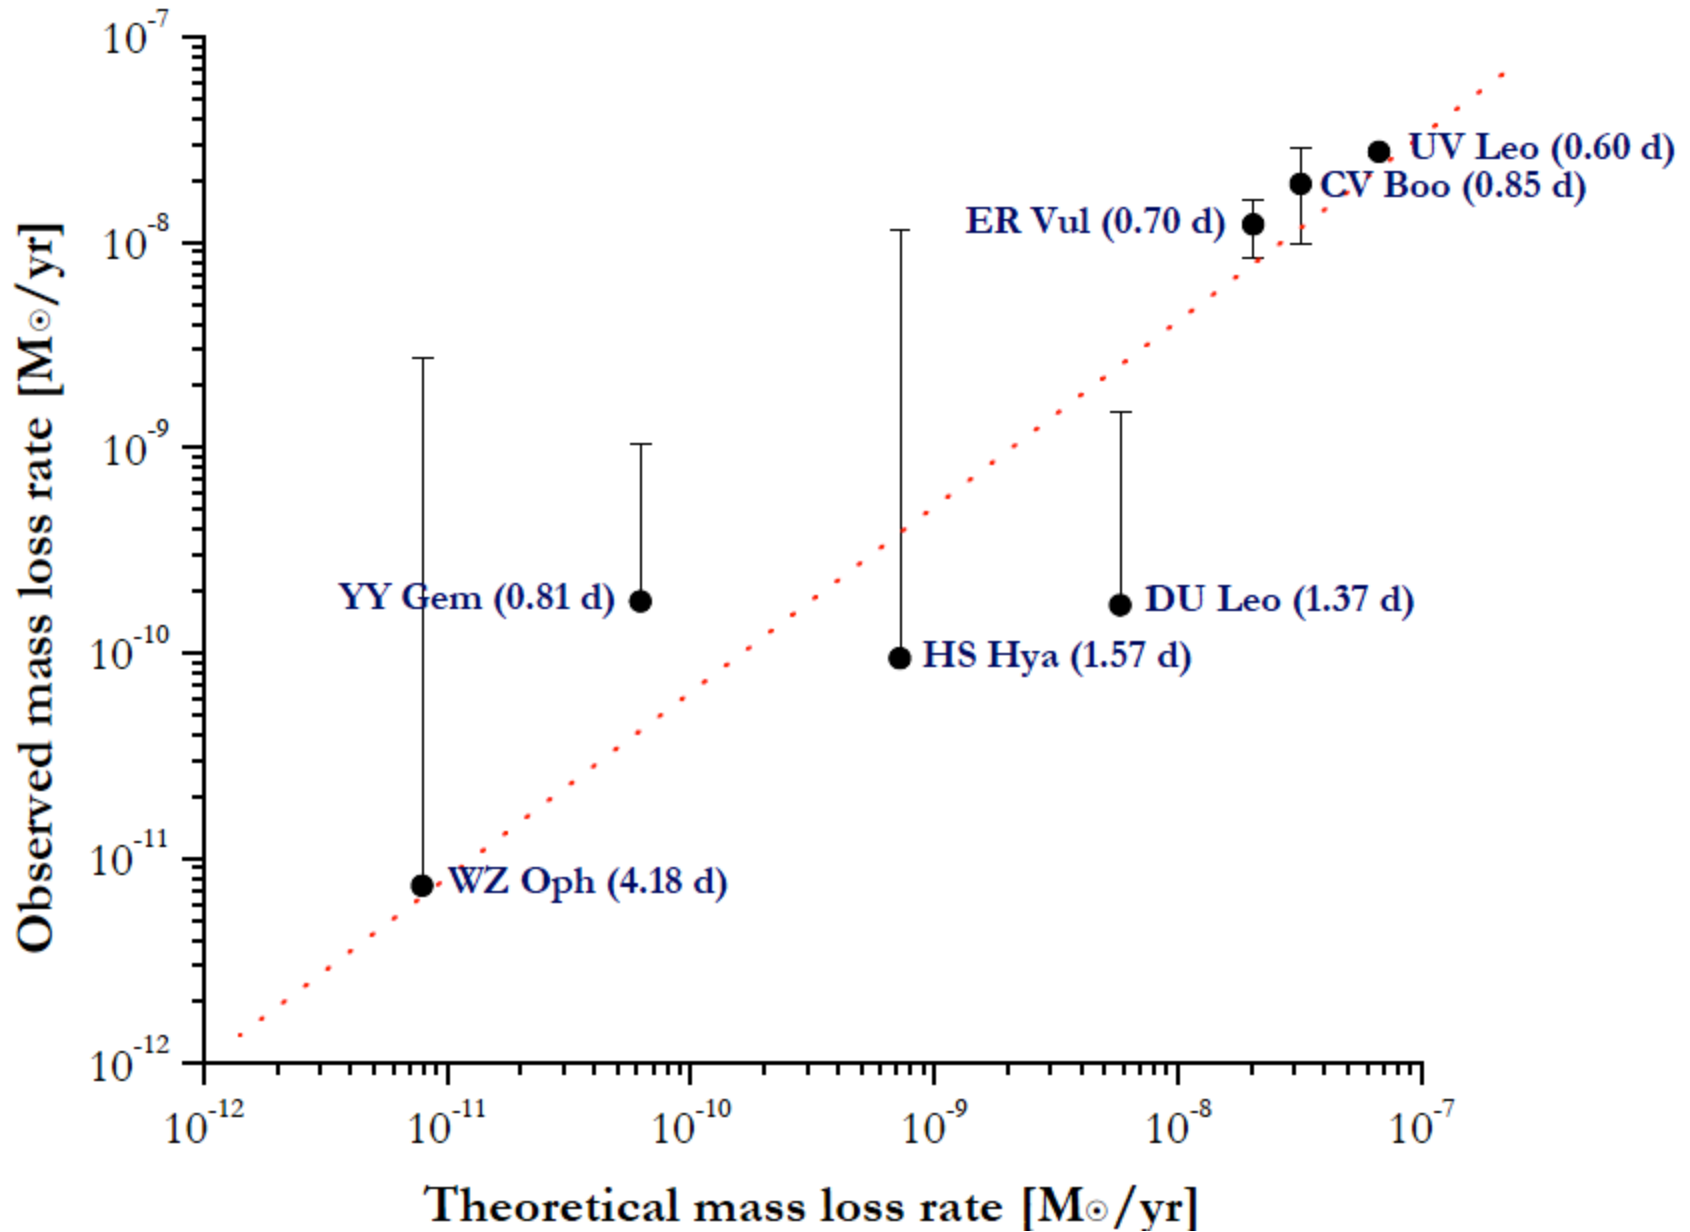 10⁻⁷
UV Leo (0.60 d)
CV Boo (0.85 d)
ER Vul (0.70 d)
10⁻⁸
Observed mass loss rate [M☉/yr]
10⁻⁹
YY Gem (0.81 d)
DU Leo (1.37 d)
10⁻¹⁰
HS Hya (1.57 d)
10⁻¹¹
WZ Oph (4.18 d)
10⁻¹²
10⁻¹² 10⁻¹¹ 10⁻¹⁰ 10⁻⁹ 10⁻⁸ 10⁻⁷
Theoretical mass loss rate [M☉/yr]